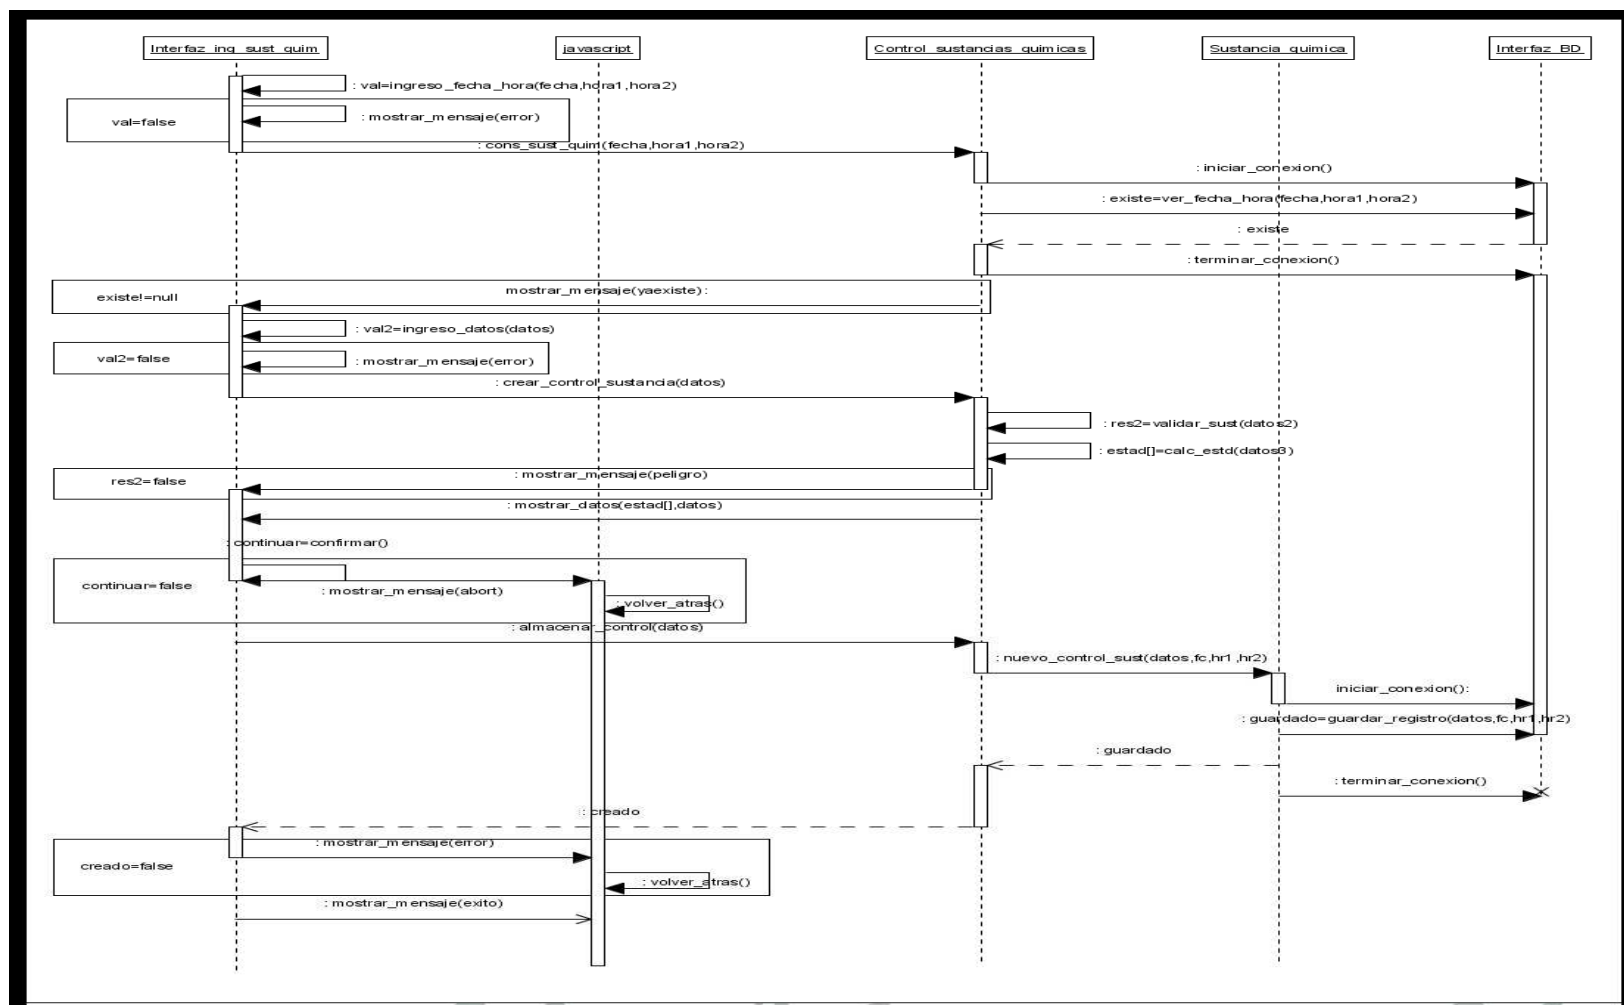 Interfaz_ing_sust_quim
javascript
Control_sustancias_quimicas
Sustancia_quimica
Interfaz_BD
: val=ingreso_fecha_hora(fecha,hora1,hora2)
val=false
: mostrar_mensaje(error)
: cons_sust_quim(fecha,hora1,hora2)
: iniciar_conexion()
: existe=ver_fecha_hora(fecha,hora1,hora2)
: existe
: terminar_conexion()
existe!=null
mostrar_mensaje(yaexiste):
: val2=ingreso_datos(datos)
val2=false
: mostrar_mensaje(error)
: crear_control_sustancia(datos)
: res2=validar_sust(datos2)
: estad[]=calc_estd(datos3)
res2=false
: mostrar_mensaje(peligro)
: mostrar_datos(estad[],datos)
: continuar=confirmar()
continuar=false
: mostrar_mensaje(abort)
: volver_atras()
: almacenar_control(datos)
: nuevo_control_sust(datos,fc,hr1,hr2)
iniciar_conexion():
: guardado=guardar_registro(datos,fc,hr1,hr2)
: guardado
: terminar_conexion()
: creado
: mostrar_mensaje(error)
creado=false
: volver_atras()
: mostrar_mensaje(exito)